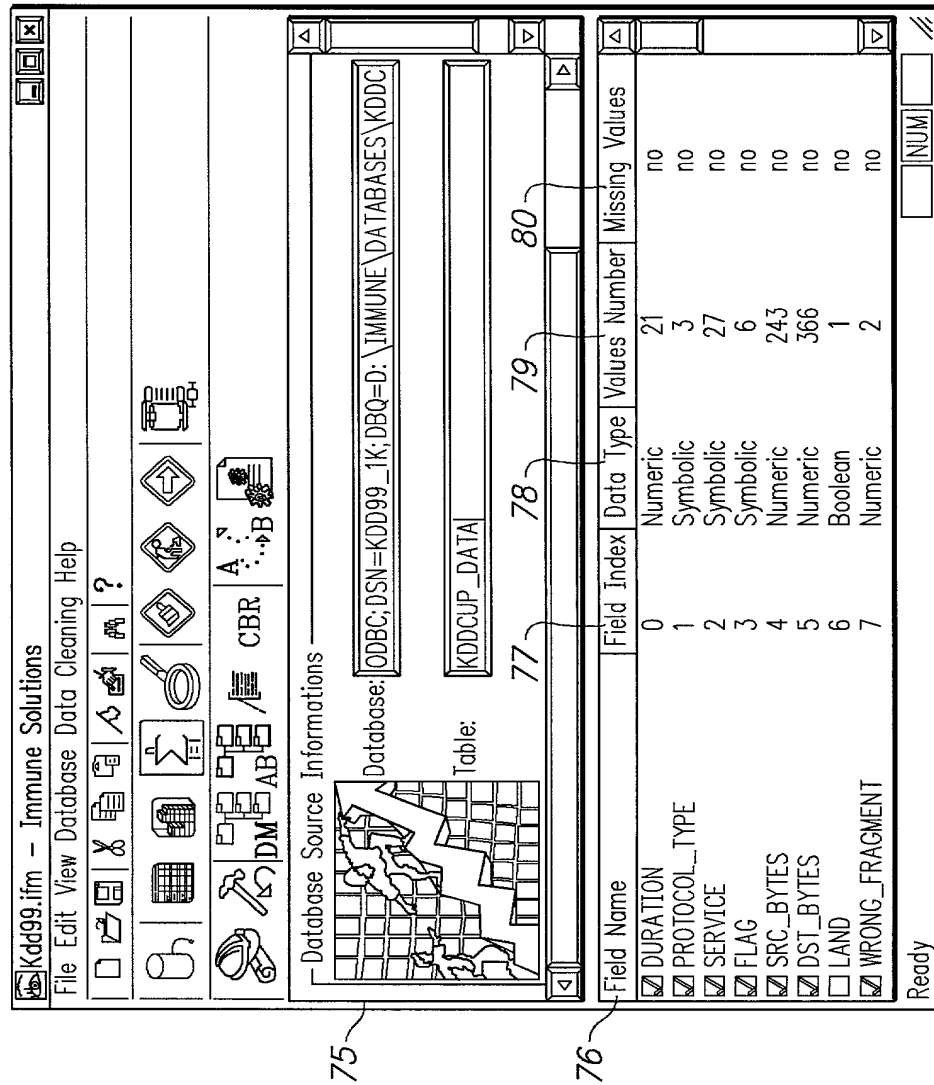 Kdd99.ifm – Immune Solutions
File Edit View Database Data Cleaning Help
?
n
Σ
DM AB CBR A B
Database Source Informations
Database: ODBC;DSN=KDD99_1K;DBQ=D: \IMMUNE\DATABASES\KDDC
Table: KDDCUP_DATA
75
76 77 78 79 80
Field Name Field Index Data Type Values Number Missing Values
DURATION 0 Numeric 21 no
PROTOCOL_TYPE 1 Symbolic 3 no
SERVICE 2 Symbolic 27 no
FLAG 3 Symbolic 6 no
SRC_BYTES 4 Numeric 243 no
DST_BYTES 5 Numeric 366 no
LAND 6 Boolean 1 no
WRONG_FRAGMENT 7 Numeric 2 no
Ready NUM